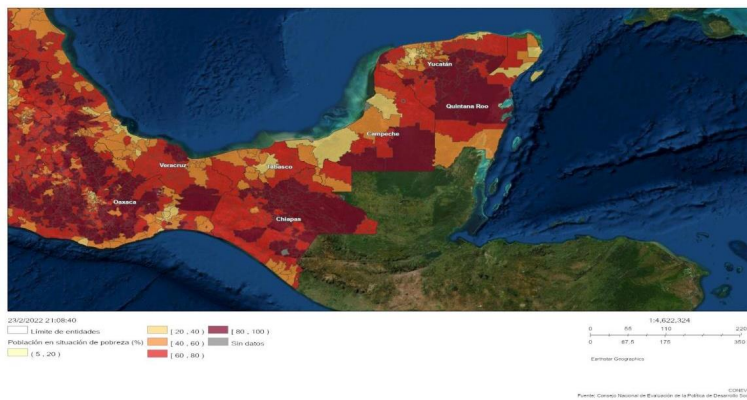 Yucatán
Quintana Roo
Campeche
Veracruz
Tabasco
Oaxaca
Chiapas
23/2/2022 21:08:40
Límite de entidades
Población en situación de pobreza (%)
( 5 , 20 )
[ 20 , 40 )
[ 40 , 60 )
[ 60 , 80 )
[ 80 , 100 )
Sin datos
1:4,622,324
0 55 110 220
0 87.5 175 350
Earthstar Geographics
CONEV
Fuente: Consejo Nacional de Evaluación de la Política de Desarrollo Soc